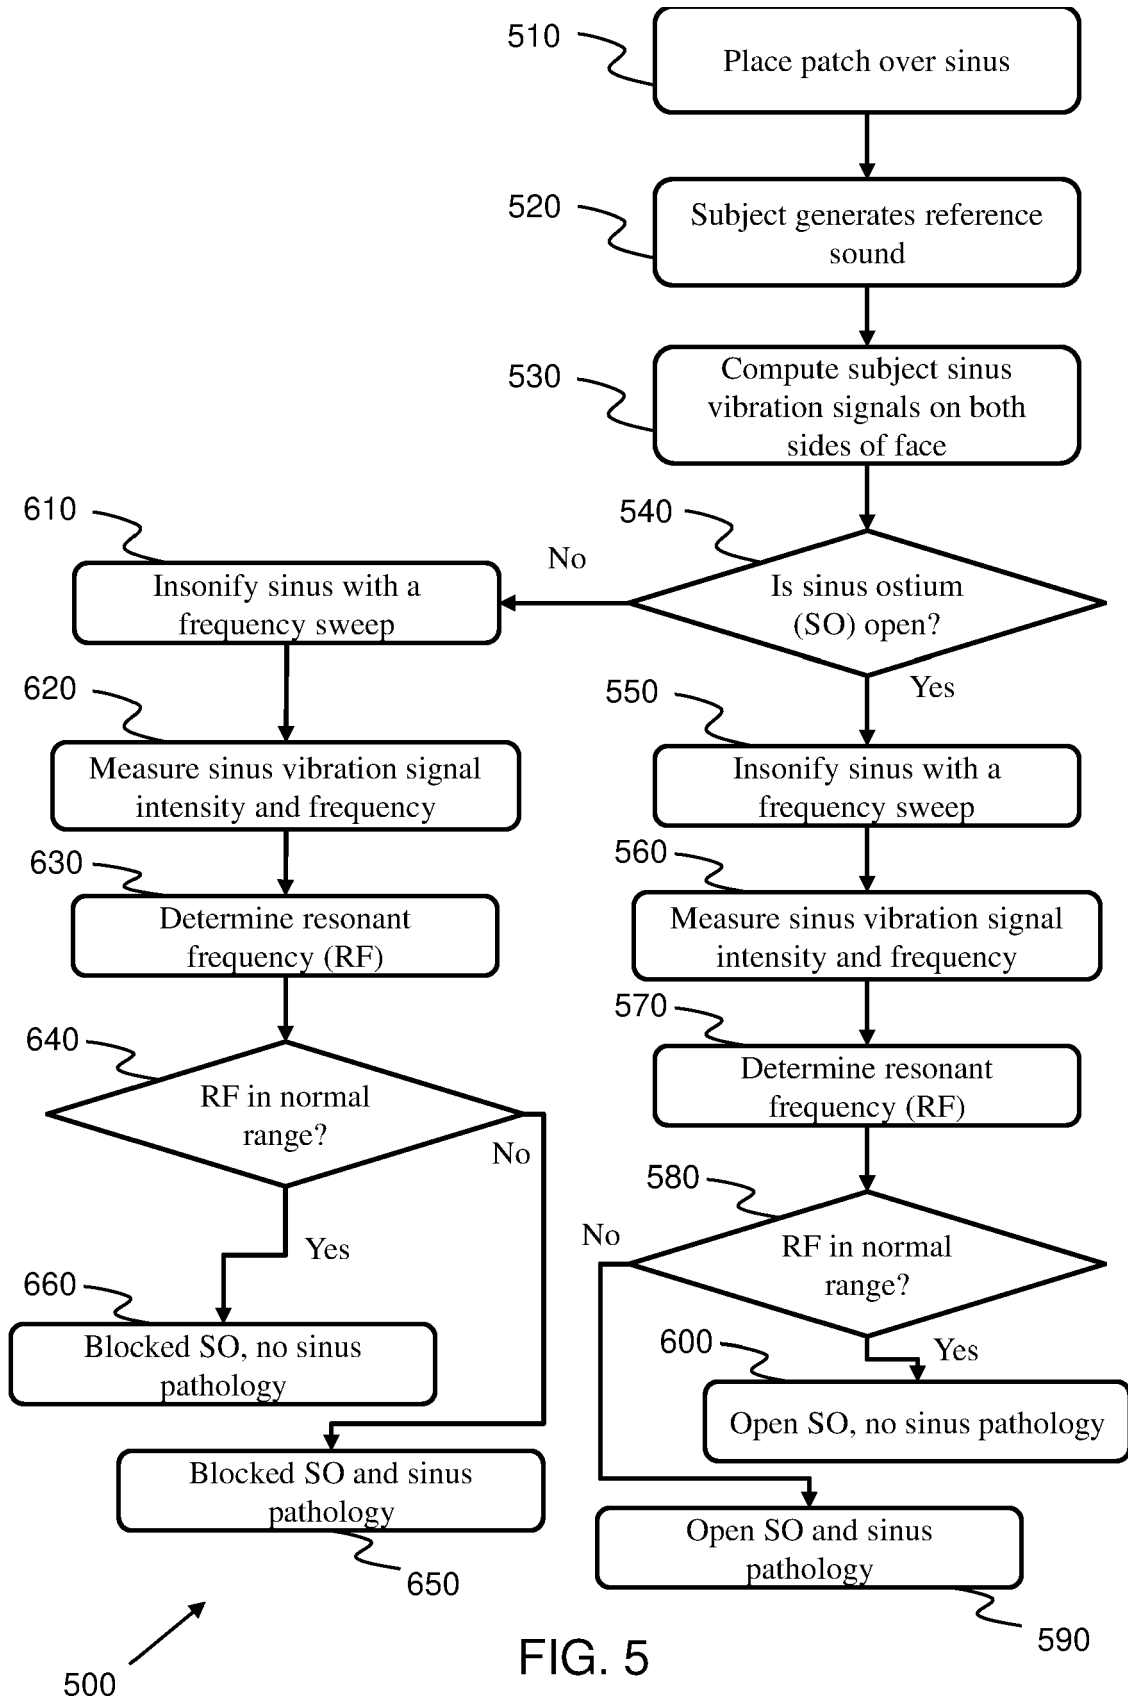 510
Place patch over sinus
520
Subject generates reference
sound
530
Compute subject sinus
vibration signals on both
sides of face
540
Is sinus ostium
(SO) open?
No
Yes
610
Insonify sinus with a
frequency sweep
620
Measure sinus vibration signal
intensity and frequency
630
Determine resonant
frequency (RF)
640
RF in normal
range?
No
Yes
660
Blocked SO, no sinus
pathology
Blocked SO and sinus
pathology
650
550
Insonify sinus with a
frequency sweep
560
Measure sinus vibration signal
intensity and frequency
570
Determine resonant
frequency (RF)
580
RF in normal
range?
No
Yes
600
Open SO, no sinus pathology
Open SO and sinus
pathology
590
500
FIG. 5